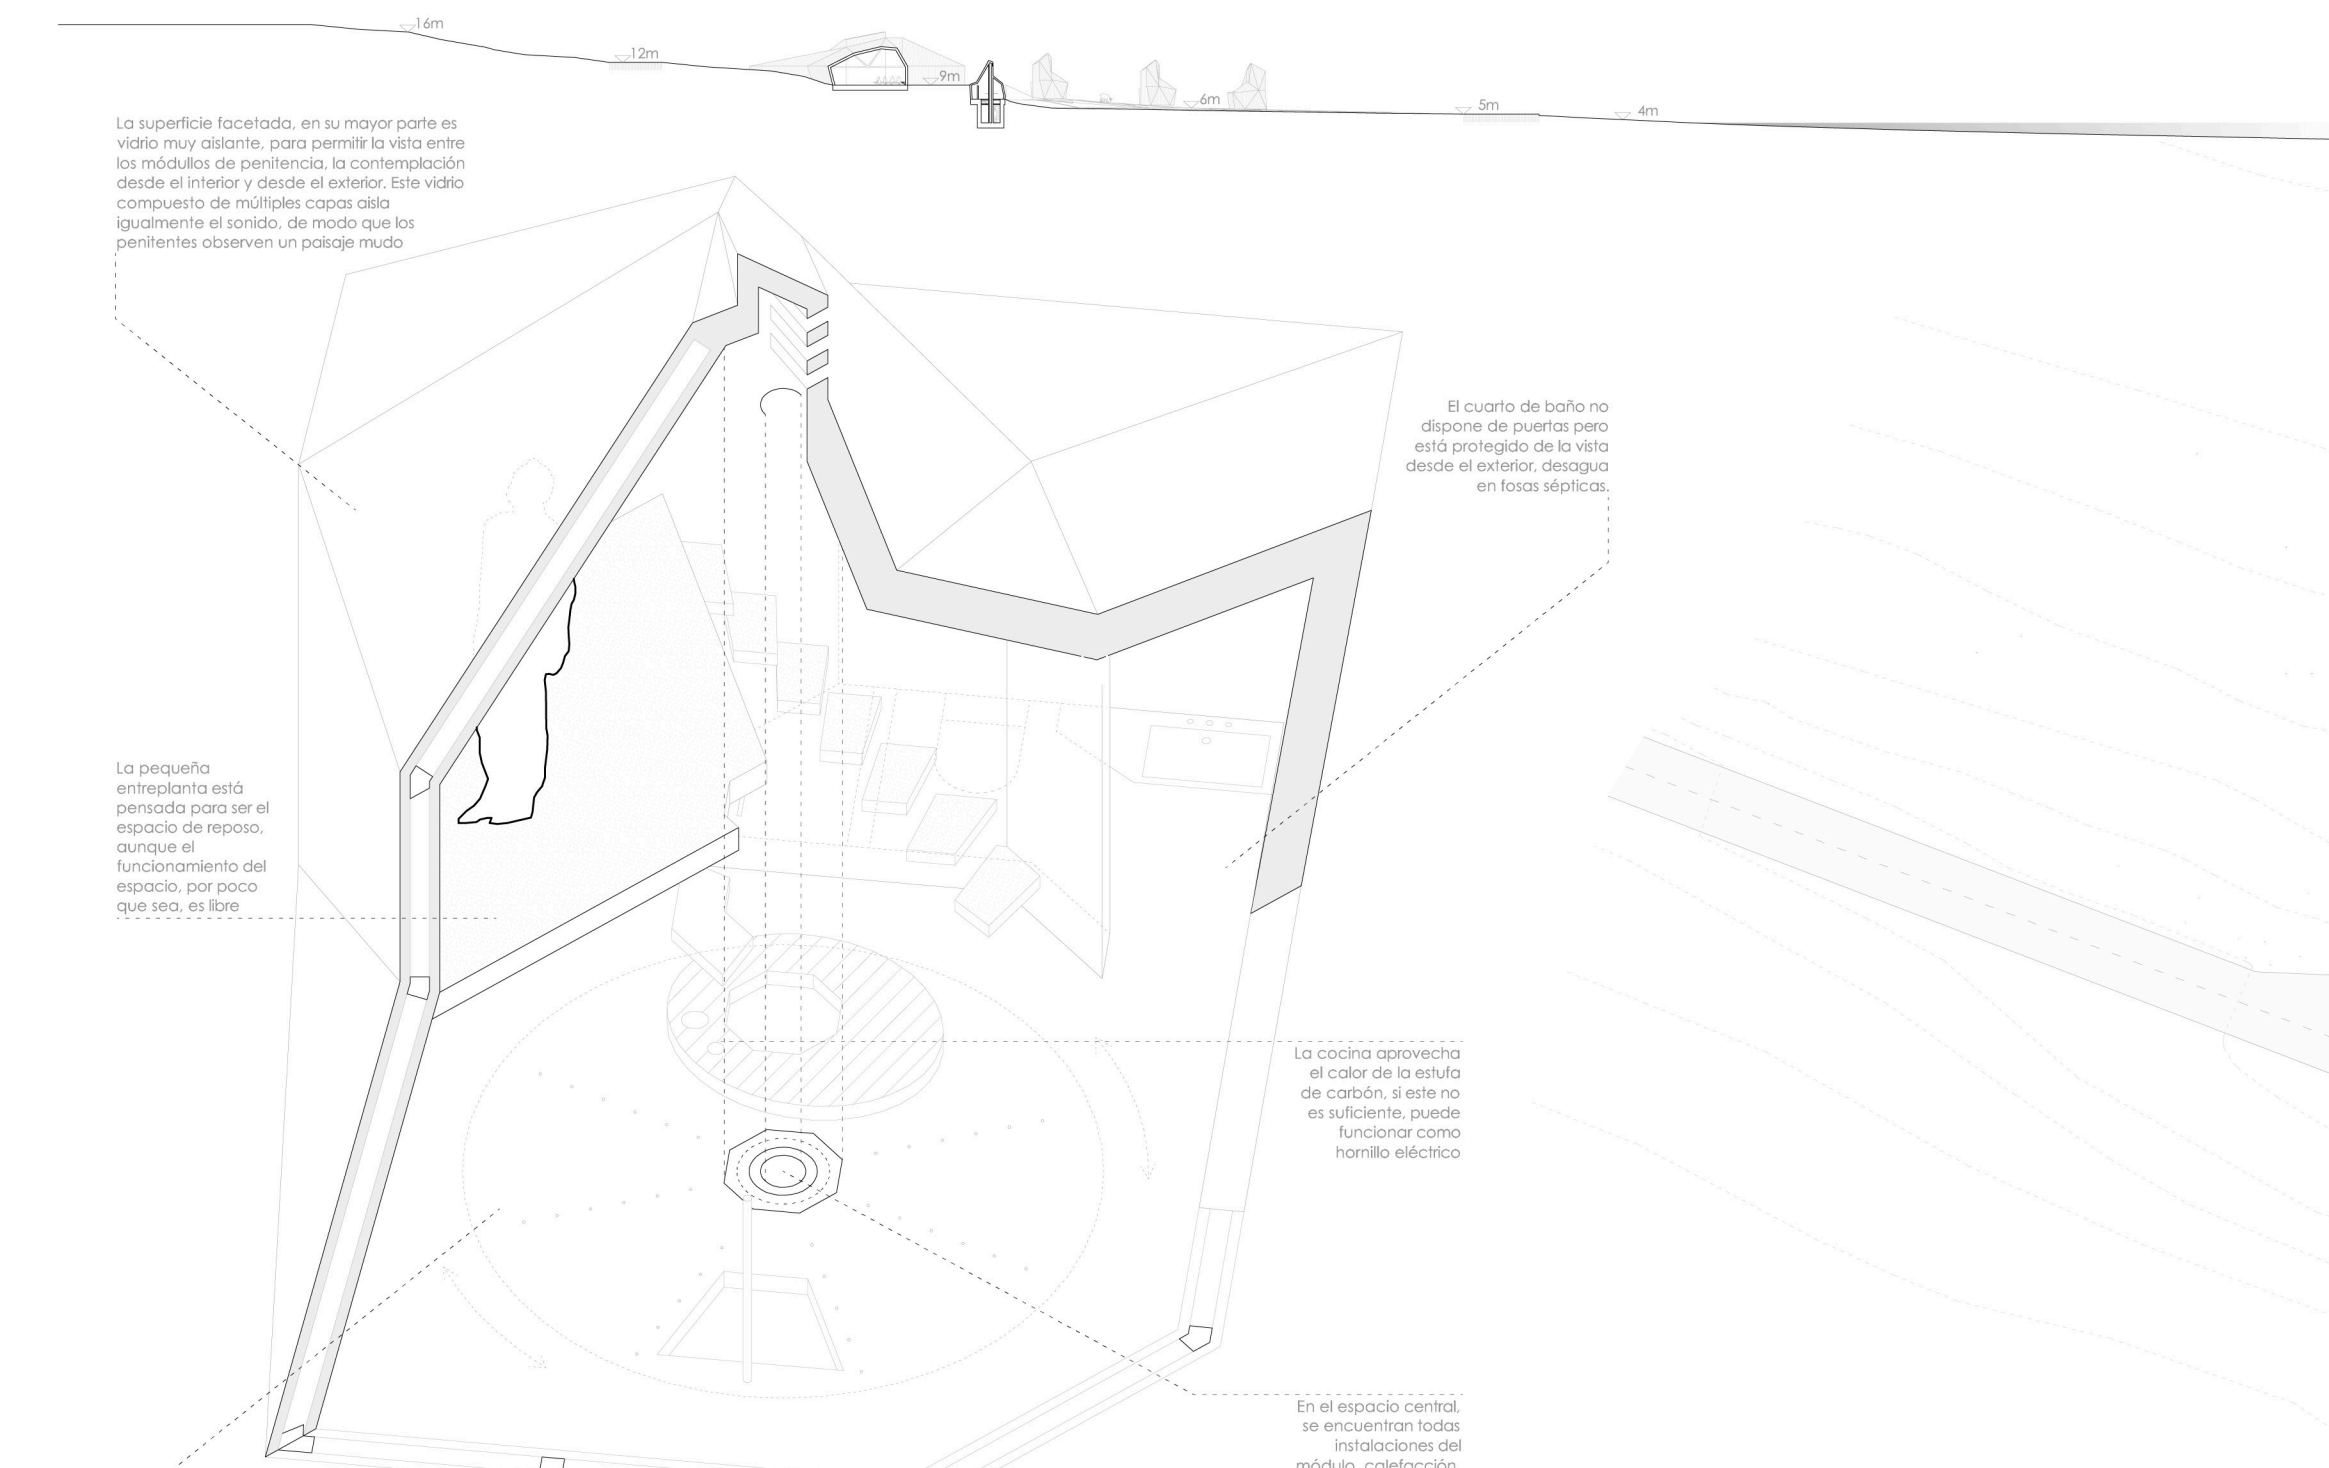 16m
12m
9m
6m
5m
4m
La superficie facetada, en su mayor parte es
vidrio muy aislante, para permitir la vista entre
los módullos de penitencia, la contemplación
desde el interior y desde el exterior. Este vidrio
compuesto de múltiples capas aisla
igualmente el sonido, de modo que los
penitentes observen un paisaje mudo
El cuarto de baño no
dispone de puertas pero
está protegido de la vista
desde el exterior, desagua
en fosas sépticas.
La pequeña
entreplanta está
pensada para ser el
espacio de reposo,
aunque el
funcionamiento del
espacio, por poco
que sea, es libre
La cocina aprovecha
el calor de la estufa
de carbón, si este no
es suficiente, puede
funcionar como
hornillo eléctrico
En el espacio central,
se encuentran todas
instalaciones del
módulo, calefacción,